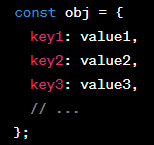 const obj = {
  key1: value1,
  key2: value2,
  key3: value3,
  // ...
};